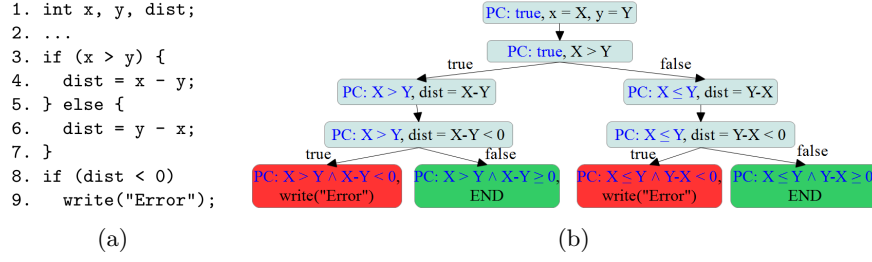 1. int x, y, dist;
2. ...
3. if (x > y) {
4.   dist = x - y;
5. } else {
6.   dist = y - x;
7. }
8. if (dist < 0)
9.   write("Error");
(a)
PC: true, x = X, y = Y
PC: true, X > Y
true
false
PC: X > Y, dist = X-Y
PC: X ≤ Y, dist = Y-X
PC: X > Y, dist = X-Y < 0
PC: X ≤ Y, dist = Y-X < 0
true
false
true
false
PC: X > Y ∧ X-Y < 0,
write("Error")
PC: X > Y ∧ X-Y ≥ 0,
END
PC: X ≤ Y ∧ Y-X < 0,
write("Error")
PC: X ≤ Y ∧ Y-X ≥ 0,
END
(b)